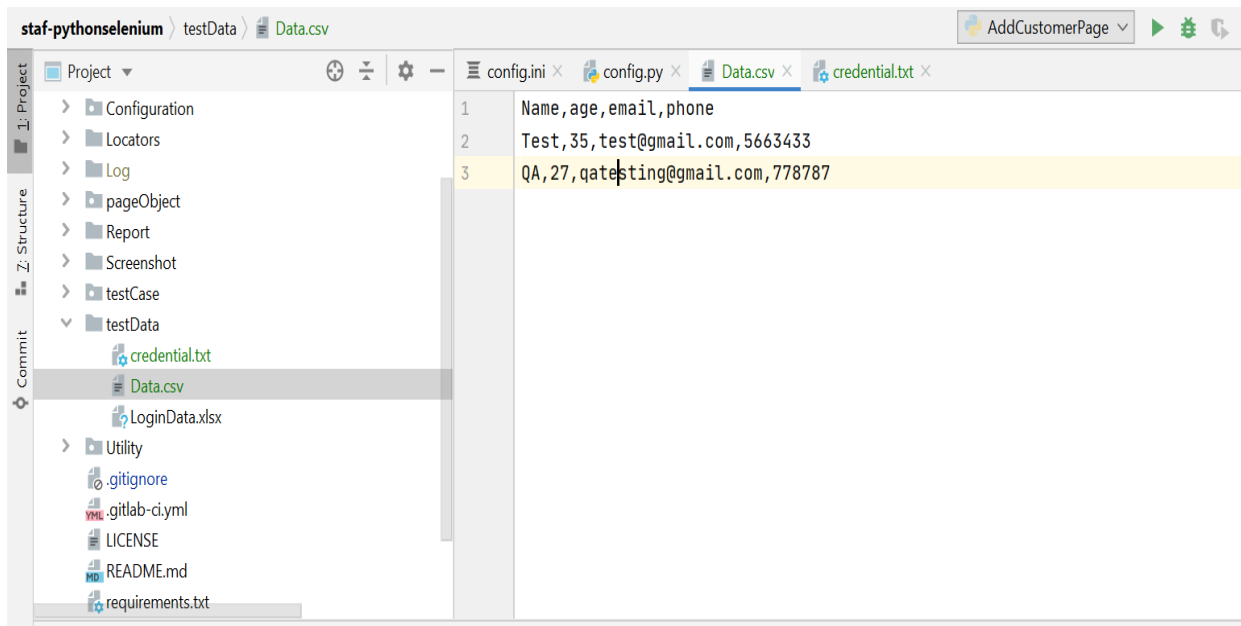 staf-pythonselenium 〉 testData 〉 Data.csv
AddCustomerPage
1: Project
Z: Structure
Commit
Project
Configuration
Locators
Log
pageObject
Report
Screenshot
testCase
testData
credential.txt
Data.csv
LoginData.xlsx
Utility
.gitignore
YML .gitlab-ci.yml
LICENSE
MD README.md
requirements.txt
config.ini × config.py × Data.csv × credential.txt ×
1 Name,age,email,phone
2 Test,35,test@gmail.com,5663433
3 QA,27,qatesting@gmail.com,778787